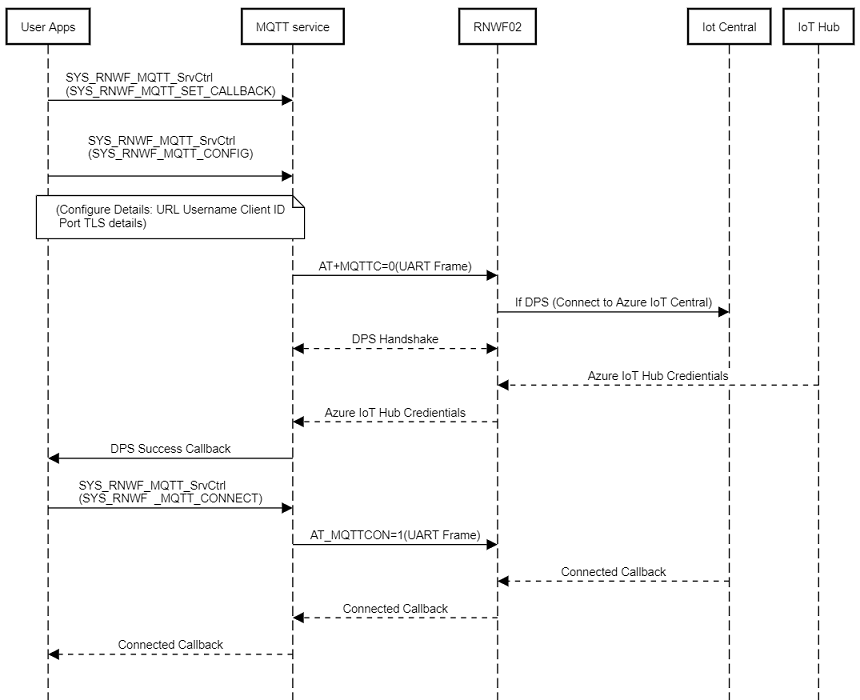 User Apps
MQTT service
RNWF02
Iot Central
IoT Hub
SYS_RNWF_MQTT_SrvCtrl
(SYS_RNWF_MQTT_SET_CALLBACK)
SYS_RNWF_MQTT_SrvCtrl
(SYS_RNWF_MQTT_CONFIG)
(Configure Details: URL Username Client ID
Port TLS details)
AT+MQTTC=0(UART Frame)
If DPS (Connect to Azure IoT Central)
DPS Handshake
Azure IoT Hub Credentials
Azure IoT Hub Credentials
DPS Success Callback
SYS_RNWF_MQTT_SrvCtrl
(SYS_RNWF _MQTT_CONNECT)
AT_MQTTCON=1(UART Frame)
Connected Callback
Connected Callback
Connected Callback